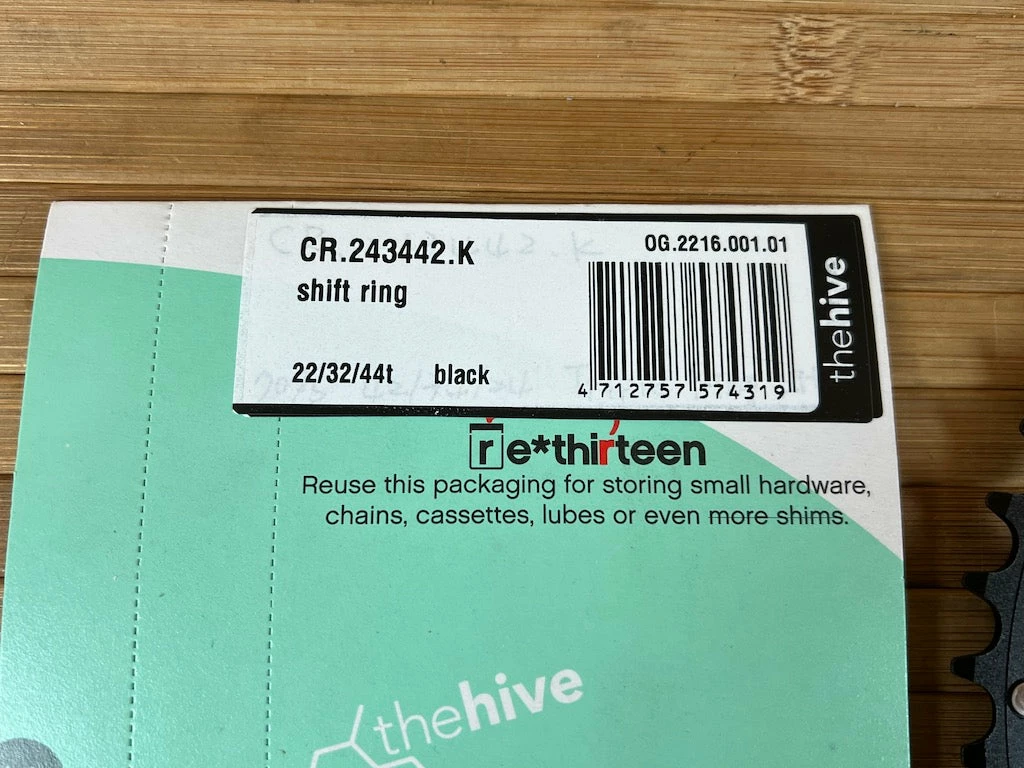 CR.243442.K
OG.2216.001.01
shift ring
22/32/44t black
4 712757 574319
thehive
re*thirteen
Reuse this packaging for storing small hardware,
chains, cassettes, lubes or even more shims.
thehive